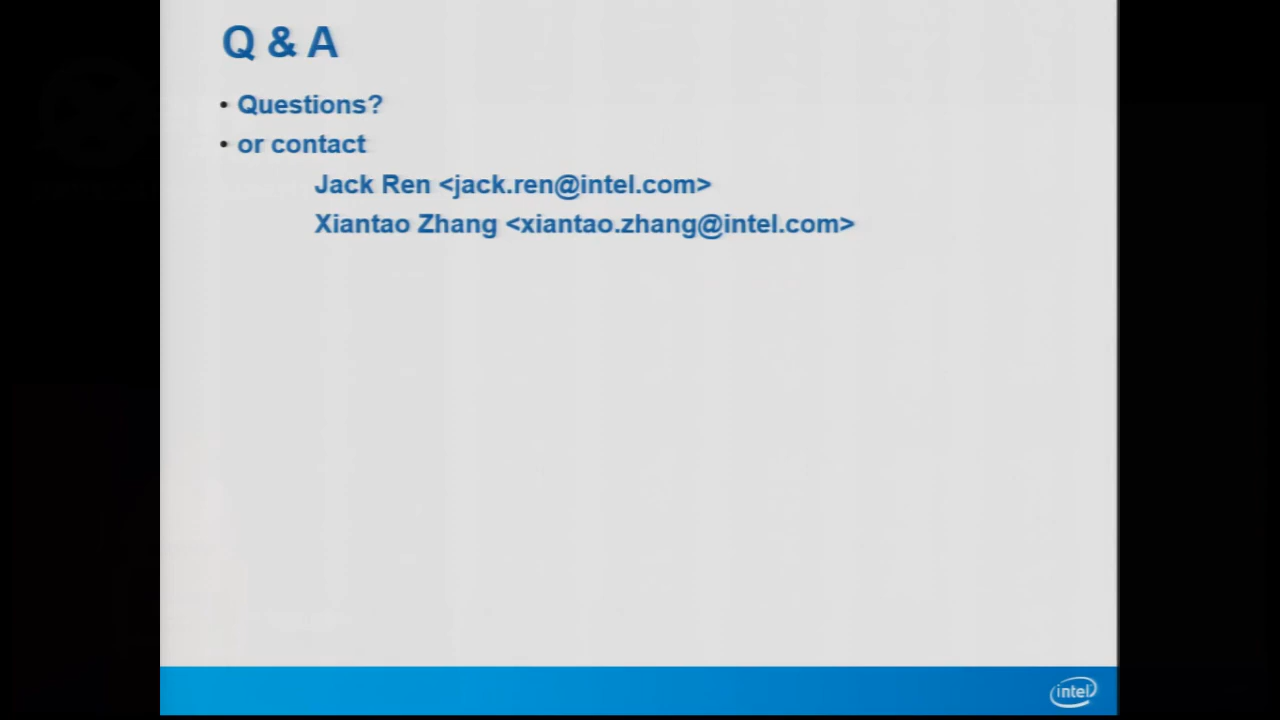 Q & A
• Questions?
• or contact
Jack Ren <jack.ren@intel.com>
Xiantao Zhang <xiantao.zhang@intel.com>
intel